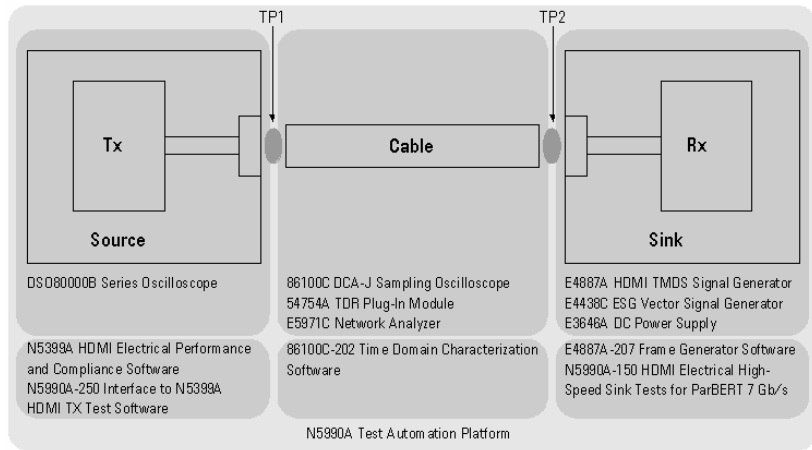 TP1
TP2
Tx
Cable
Rx
Source
Sink
DSO80000B Series Oscilloscope
86100C DCA-J Sampling Oscilloscope
54754A TDR Plug-In Module
E5971C Network Analyzer
E4887A HDMI TMDS Signal Generator
E4438C ESG Vector Signal Generator
E3646A DC Power Supply
N5399A HDMI Electrical Performance
and Compliance Software
N5990A-250 Interface to N5399A
HDMI TX Test Software
86100C-202 Time Domain Characterization
Software
E4887A-207 Frame Generator Software
N5990A-150 HDMI Electrical High-
Speed Sink Tests for ParBERT 7 Gb/s
N5990A Test Automation Platform